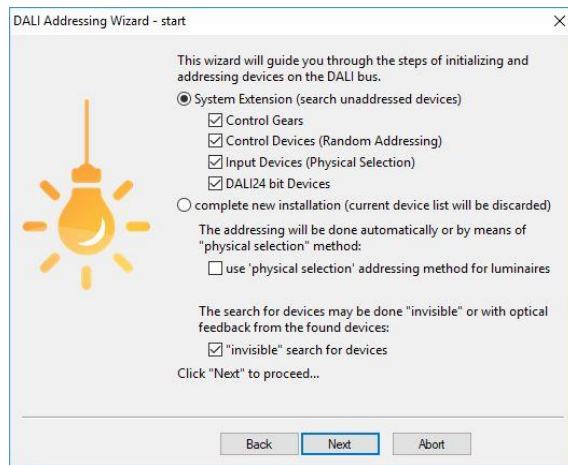 DALI Addressing Wizard - start
This wizard will guide you through the steps of initializing and
addressing devices on the DALI bus.
System Extension (search unaddressed devices)
Control Gears
Control Devices (Random Addressing)
Input Devices (Physical Selection)
DALI24 bit Devices
complete new installation (current device list will be discarded)
The addressing will be done automatically or by means of
"physical selection" method:
use 'physical selection' addressing method for luminaires
The search for devices may be done "invisible" or with optical
feedback from the found devices:
"invisible" search for devices
Click "Next" to proceed...
Back Next Abort